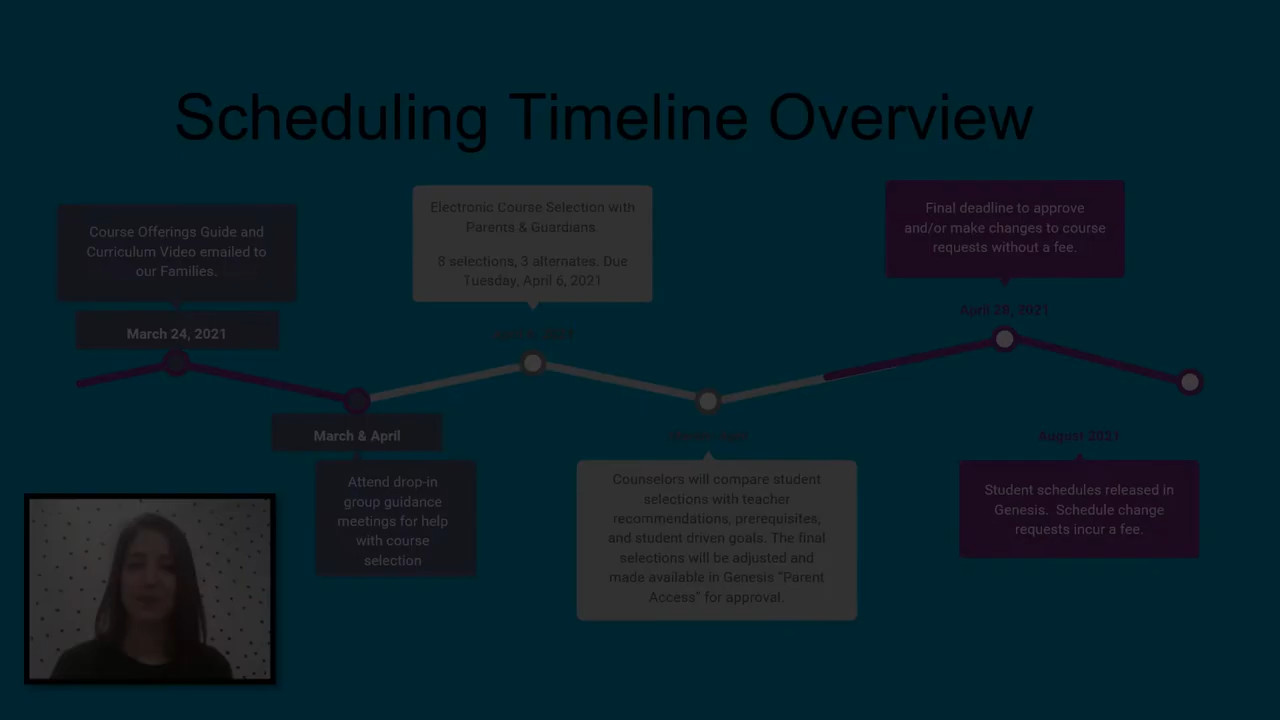 Scheduling Timeline Overview
Course Offerings Guide and
Curriculum Video emailed to
our Families.
March 24, 2021
March & April
Attend drop-in
group guidance
meetings for help
with course
selection
Electronic Course Selection with
Parents & Guardians
8 selections, 3 alternates. Due
Tuesday, April 6, 2021
Counselors will compare student
selections with teacher
recommendations, prerequisites,
and student driven goals. The final
selections will be adjusted and
made available in Genesis “Parent
Access” for approval.
Final deadline to approve
and/or make changes to course
requests without a fee.
August 2021
Student schedules released in
Genesis. Schedule change
requests incur a fee.